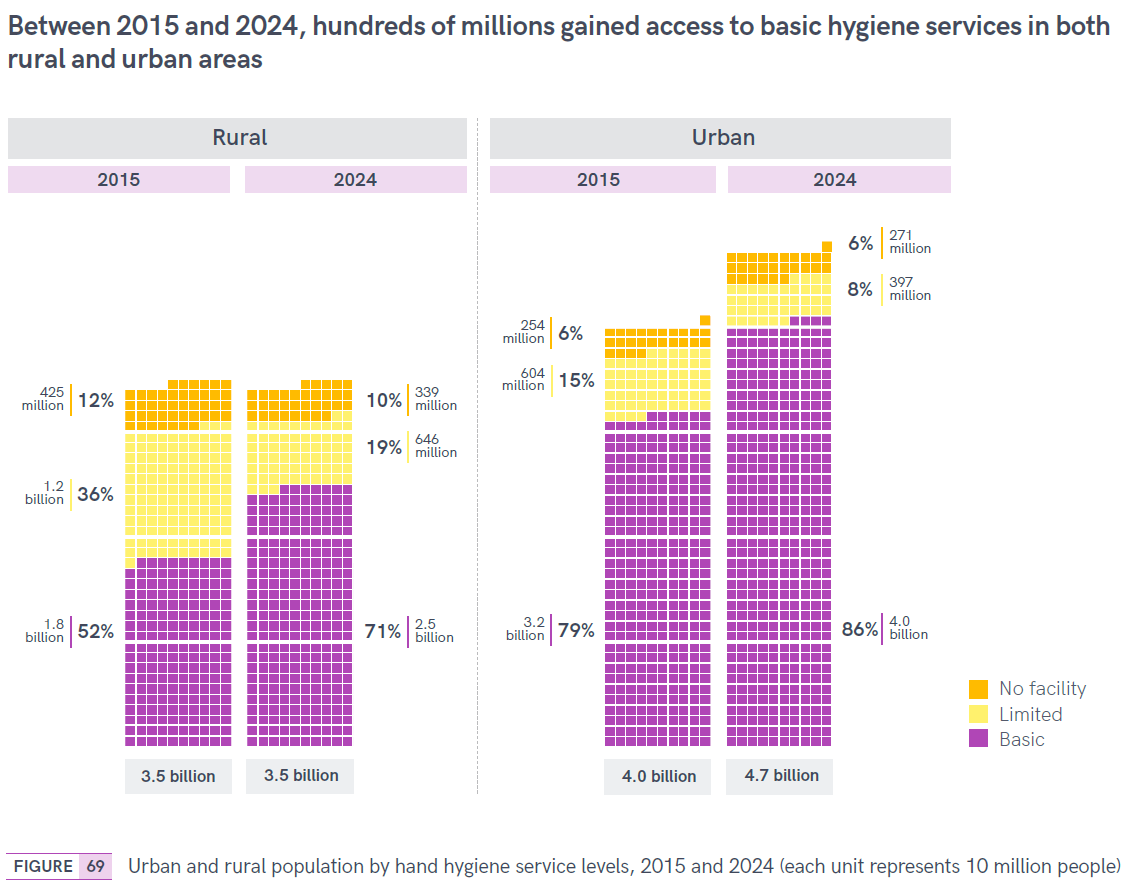 Between 2015 and 2024, hundreds of millions gained access to basic hygiene services in both
rural and urban areas
Rural
Urban
2015
2024
2015
2024
425
million
12%
1.2
billion
36%
1.8
billion
52%
10%
339
million
19%
646
million
71%
2.5
billion
254
million
6%
604
million
15%
3.2
billion
79%
6%
271
million
8%
397
million
86%
4.0
billion
No facility
Limited
Basic
3.5 billion
3.5 billion
4.0 billion
4.7 billion
FIGURE 69 Urban and rural population by hand hygiene service levels, 2015 and 2024 (each unit represents 10 million people)